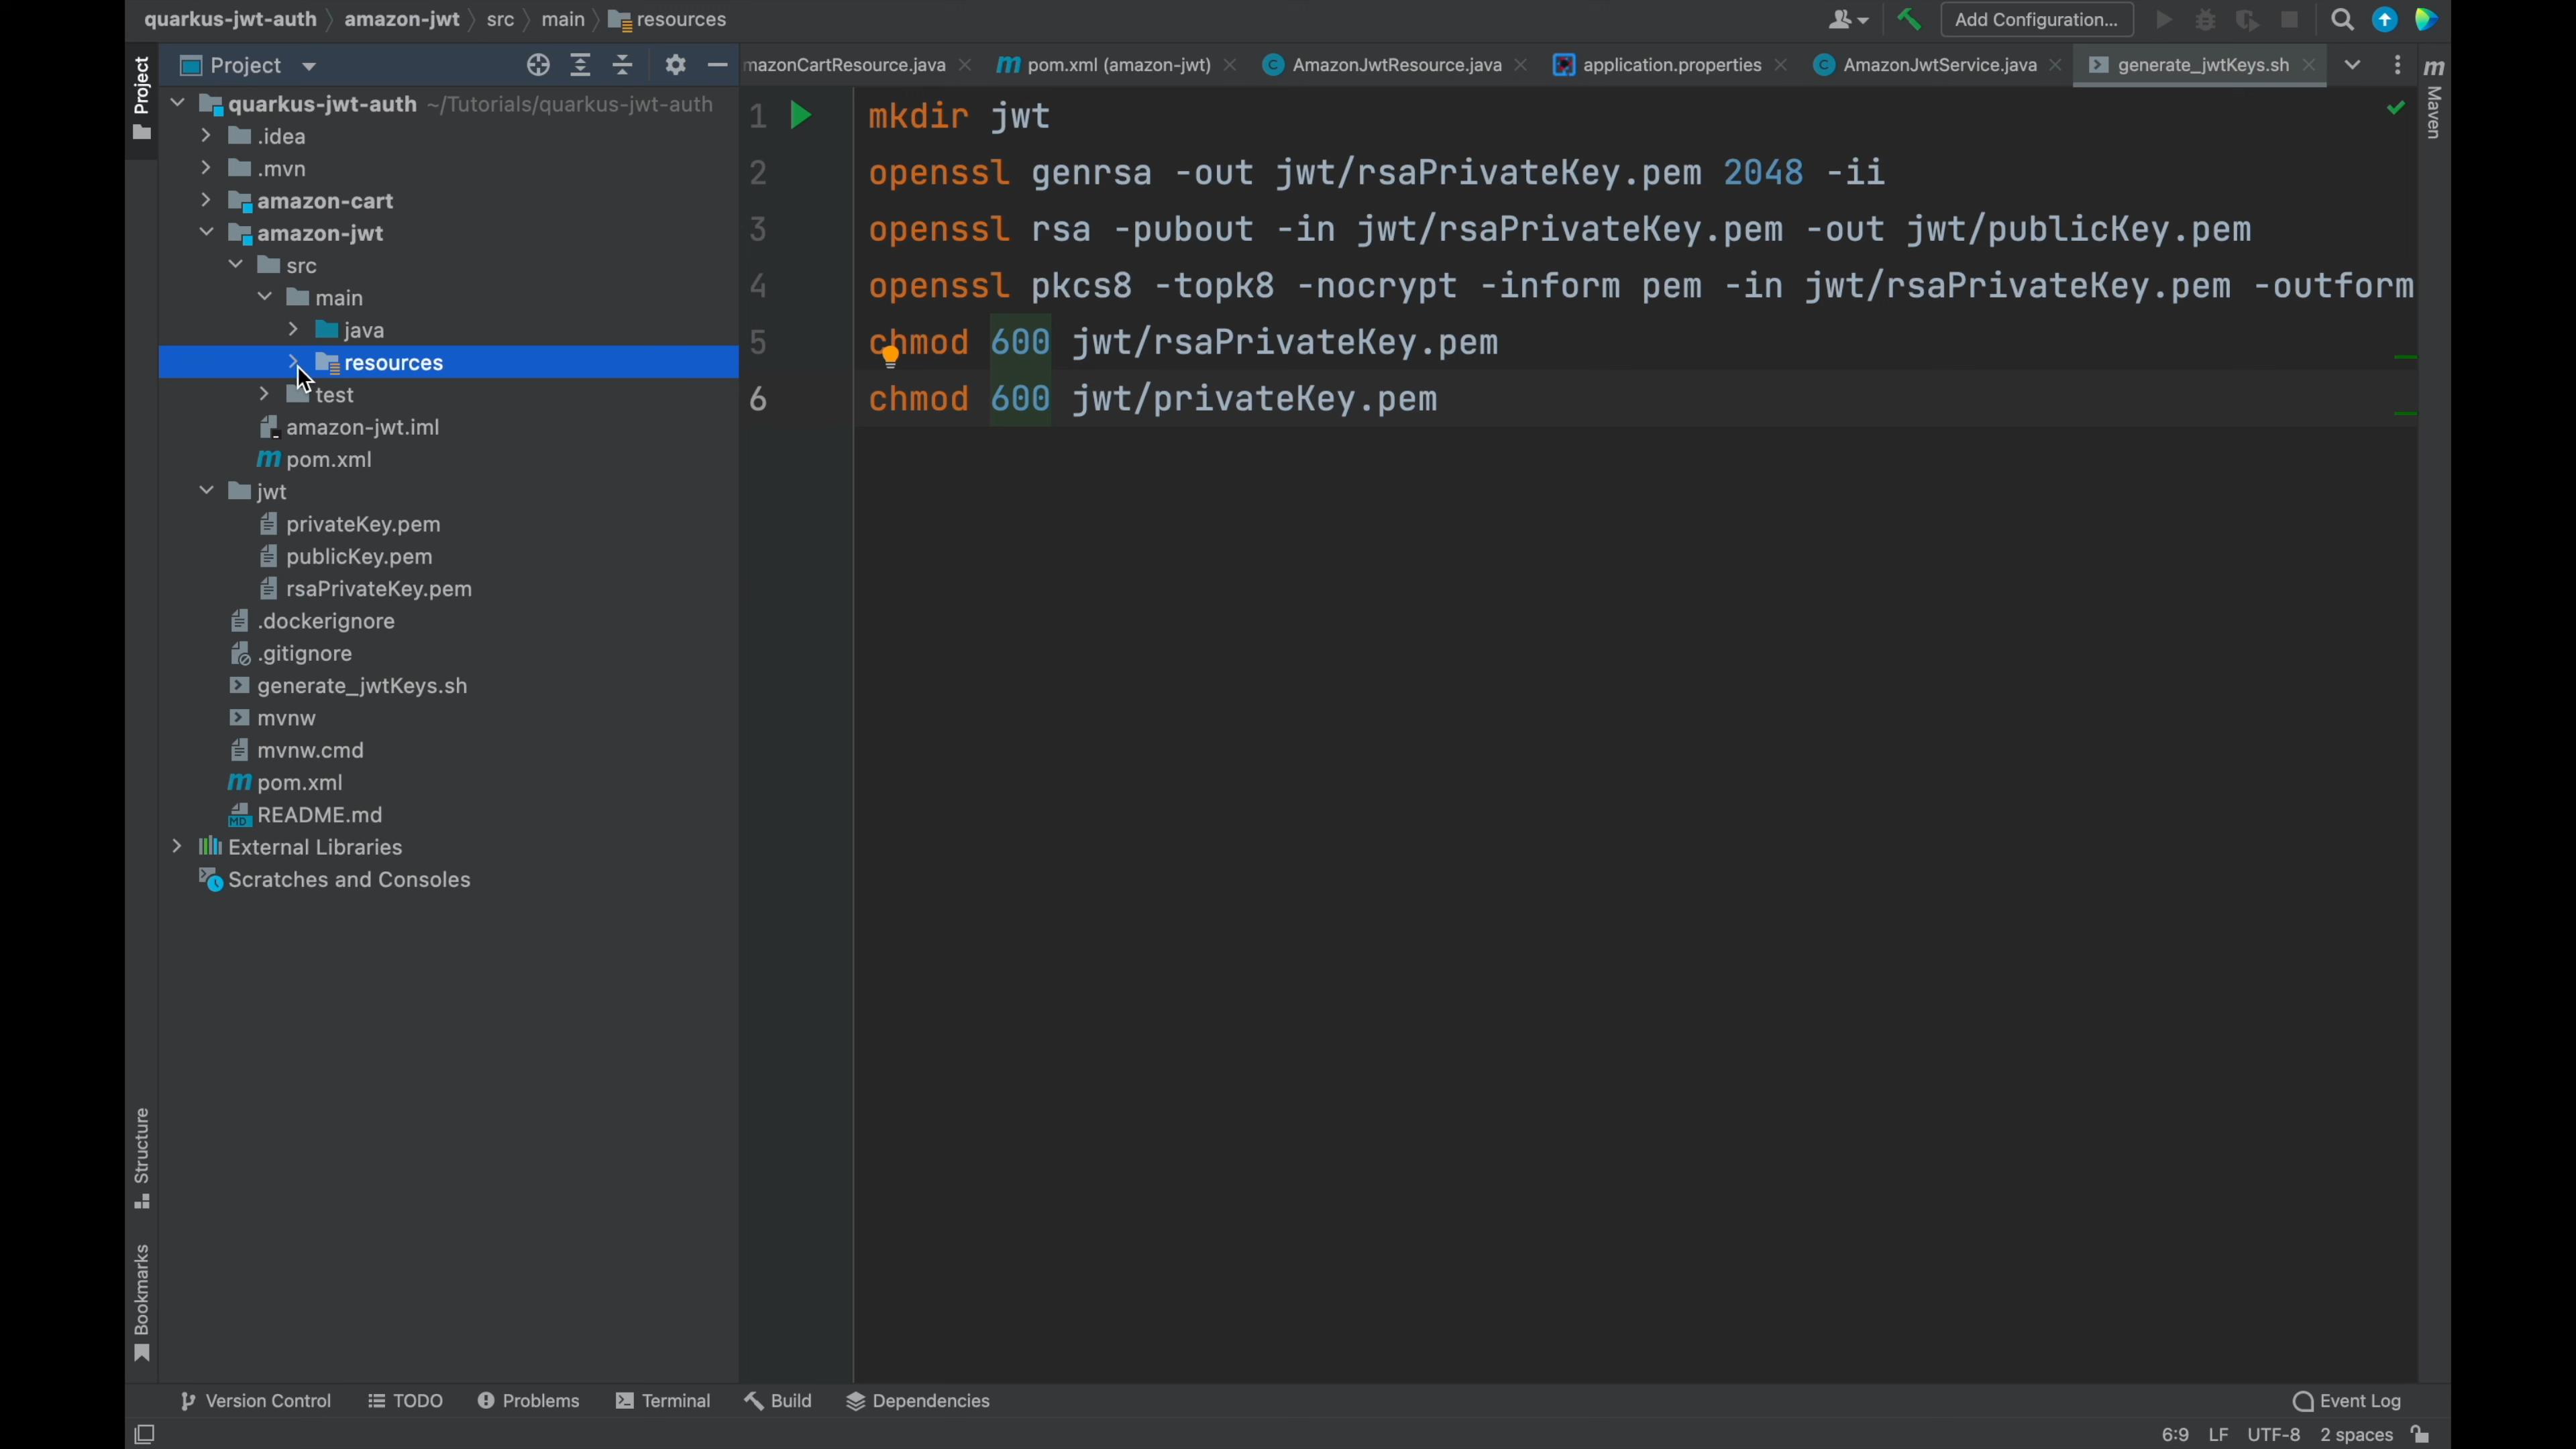 quarkus-jwt-auth amazon-jwt src main resources
Add Configuration...
Project
mazonCartResource.java pom.xml (amazon-jwt) AmazonJwtResource.java application.properties AmazonJwtService.java generate_jwtKeys.sh
Project
Maven
quarkus-jwt-auth ~/Tutorials/quarkus-jwt-auth
.idea
.mvn
amazon-cart
amazon-jwt
src
main
java
resources
test
amazon-jwt.iml
pom.xml
jwt
privateKey.pem
publicKey.pem
rsaPrivateKey.pem
.dockerignore
.gitignore
generate_jwtKeys.sh
mvnw
mvnw.cmd
pom.xml
README.md
External Libraries
Scratches and Consoles
1 mkdir jwt
2 openssl genrsa -out jwt/rsaPrivateKey.pem 2048 -ii
3 openssl rsa -pubout -in jwt/rsaPrivateKey.pem -out jwt/publicKey.pem
4 openssl pkcs8 -topk8 -nocrypt -inform pem -in jwt/rsaPrivateKey.pem -outform
5 chmod 600 jwt/rsaPrivateKey.pem
6 chmod 600 jwt/privateKey.pem
Structure
Bookmarks
Version Control TODO Problems Terminal Build Dependencies Event Log
6:9 LF UTF-8 2 spaces